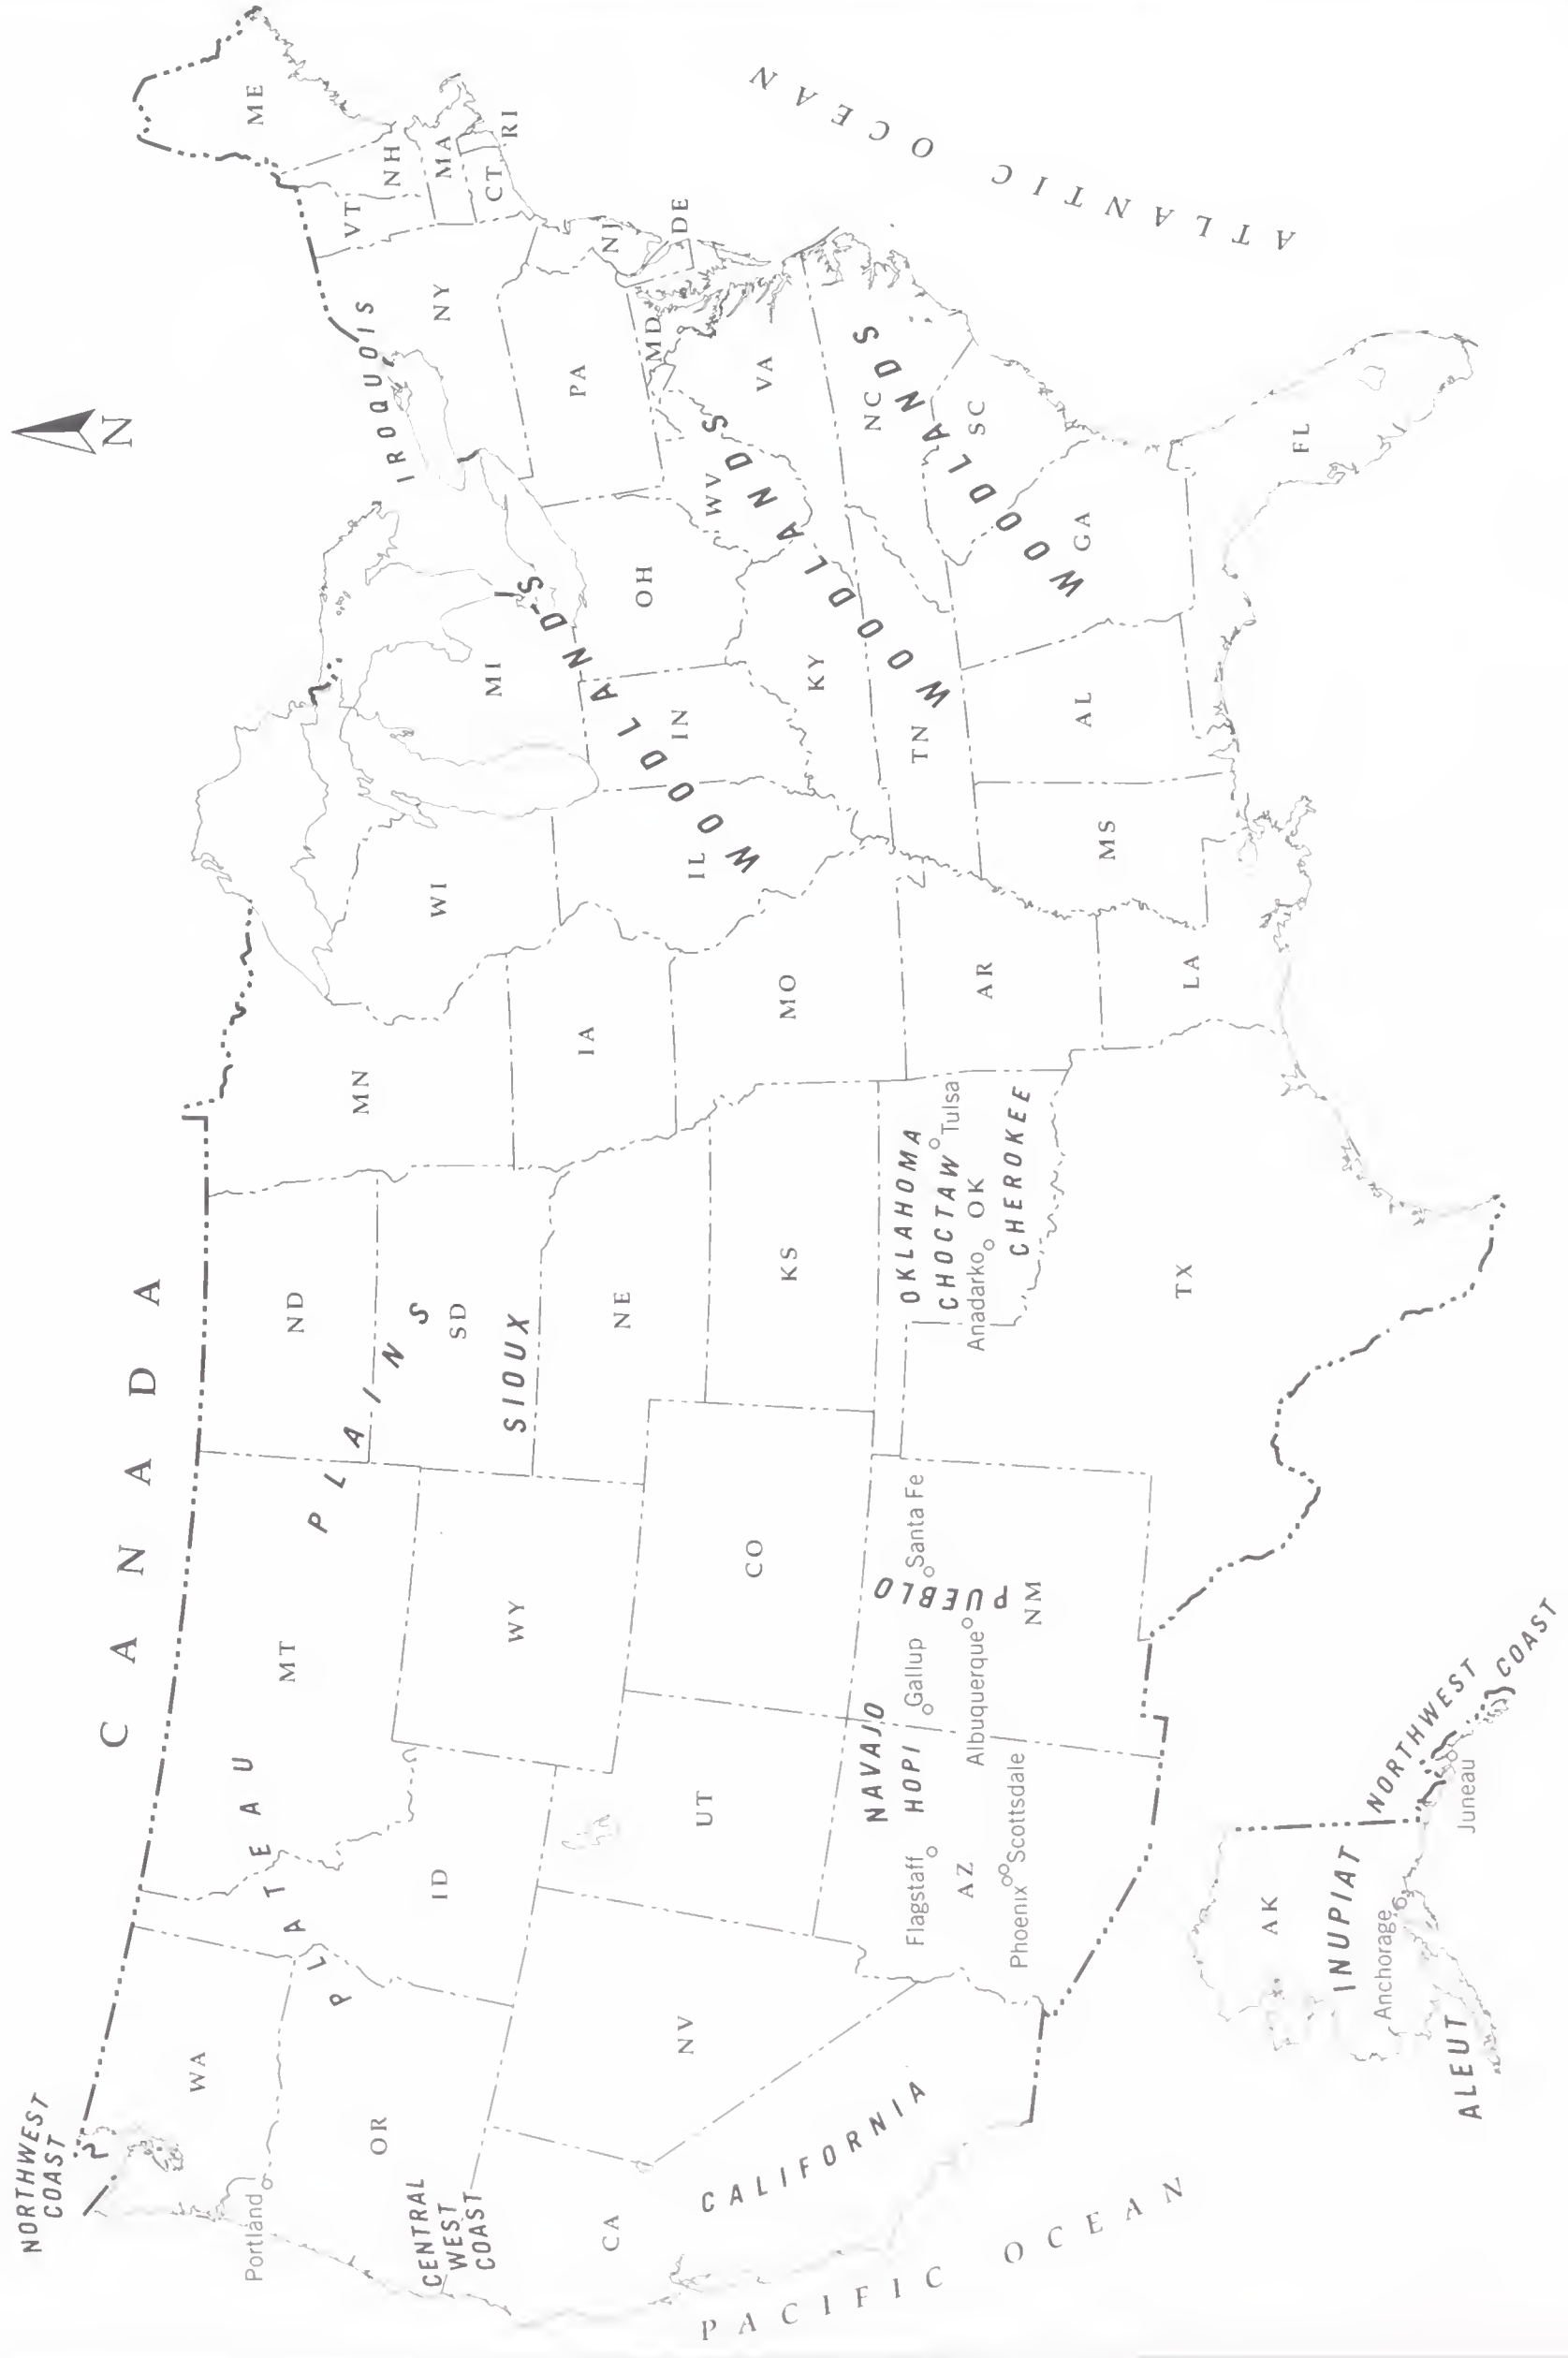 NORTHWEST
COAST
CANADA
N
WA
Portland
OR
PLATEAU
ID
MT
ND
MN
PLAINS
SD
SIOUX
WY
NE
IA
WI
MI
IROQUOIS
NY
VT
NH
ME
MA
CT
RI
PA
NJ
DE
MD
CENTRAL
WEST
COAST
CA
CALIFORNIA
NV
UT
CO
KS
MO
IL
IN
OH
WV
VA
KY
TN
NC
SC
WOODLANDS
WOODLANDS
WOODLANDS
NAVAJO
HOPI
Flagstaff
AZ
Phoenix
Scottsdale
Gallup
Albuquerque
PUEBLO
Santa Fe
NM
OKLAHOMA
CHOCTAW
Anadarko
OK
Tulsa
CHEROKEE
TX
AR
LA
MS
AL
GA
FL
PACIFIC OCEAN
ATLANTIC OCEAN
AK
INUPIAT
Anchorage
ALEUT
NORTHWEST
COAST
Juneau